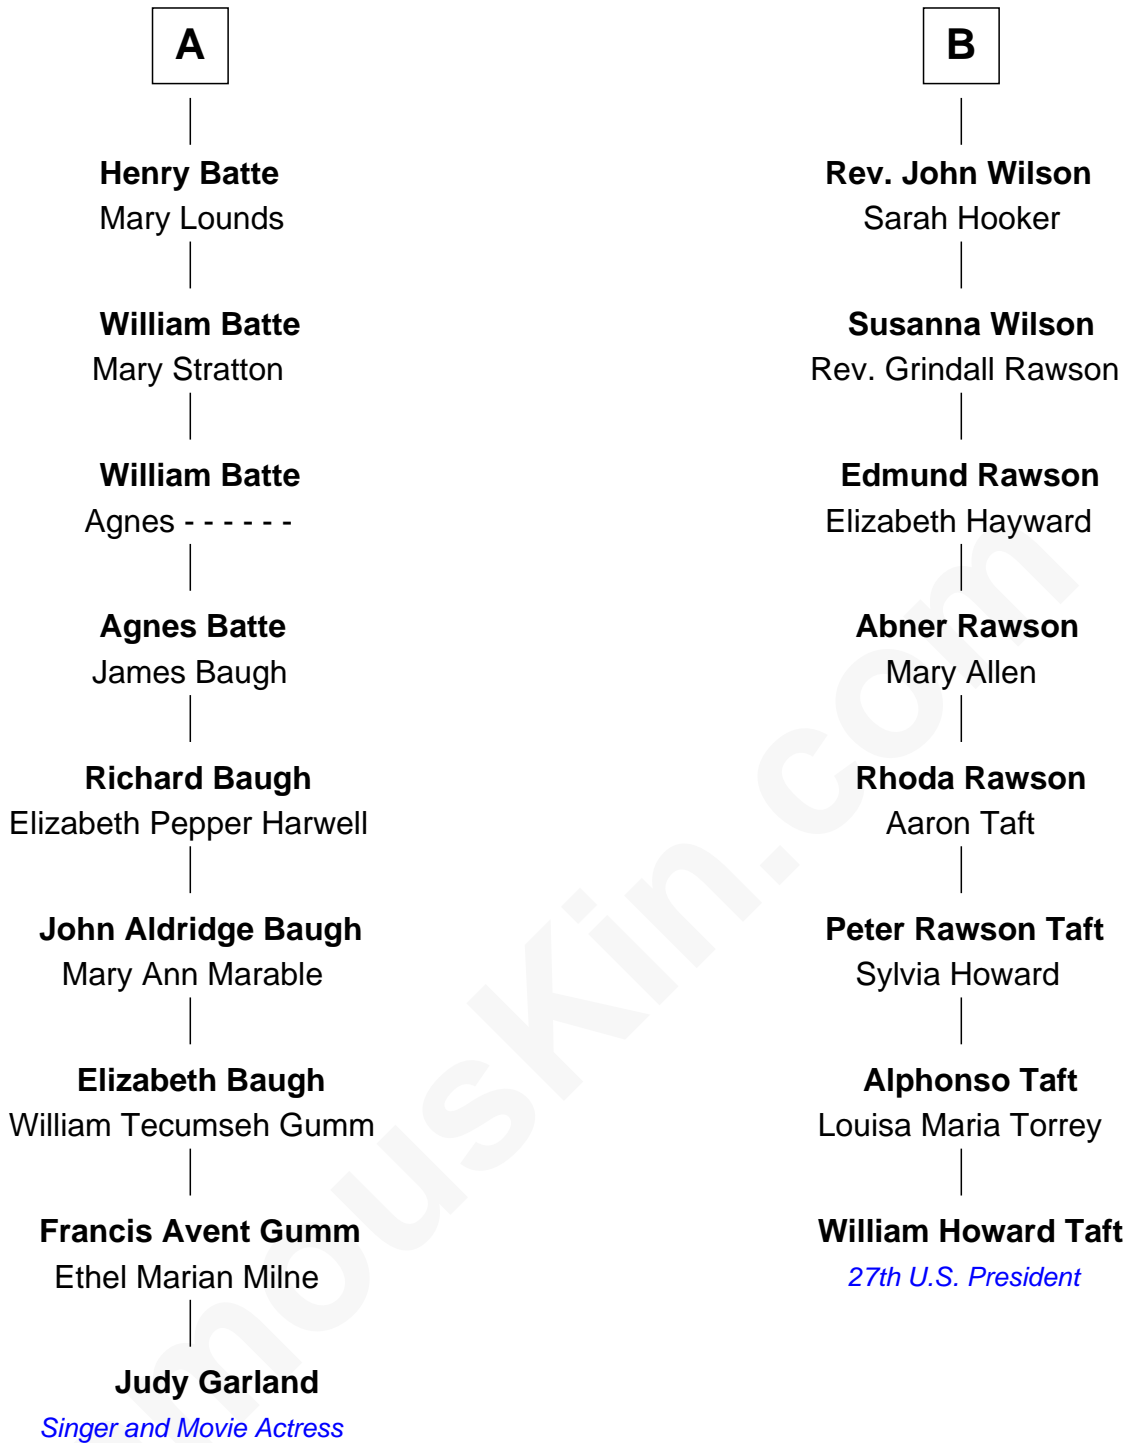 A
Henry Batte
Mary Lounds
William Batte
Mary Stratton
William Batte
Agnes - - - - - -
Agnes Batte
James Baugh
Richard Baugh
Elizabeth Pepper Harwell
John Aldridge Baugh
Mary Ann Marable
Elizabeth Baugh
William Tecumseh Gumm
Francis Avent Gumm
Ethel Marian Milne
Judy Garland
Singer and Movie Actress
B
Rev. John Wilson
Sarah Hooker
Susanna Wilson
Rev. Grindall Rawson
Edmund Rawson
Elizabeth Hayward
Abner Rawson
Mary Allen
Rhoda Rawson
Aaron Taft
Peter Rawson Taft
Sylvia Howard
Alphonso Taft
Louisa Maria Torrey
William Howard Taft
27th U.S. President
mousKin.com